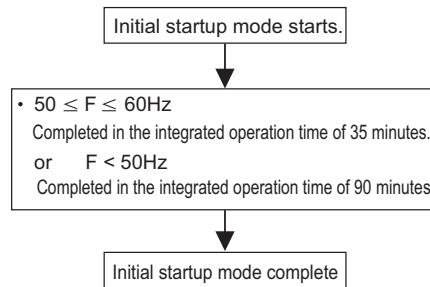 Initial startup mode starts.
• 50 ≤ F ≤ 60Hz
Completed in the integrated operation time of 35 minutes.
or F < 50Hz
Completed in the integrated operation time of 90 minutes
Initial startup mode complete